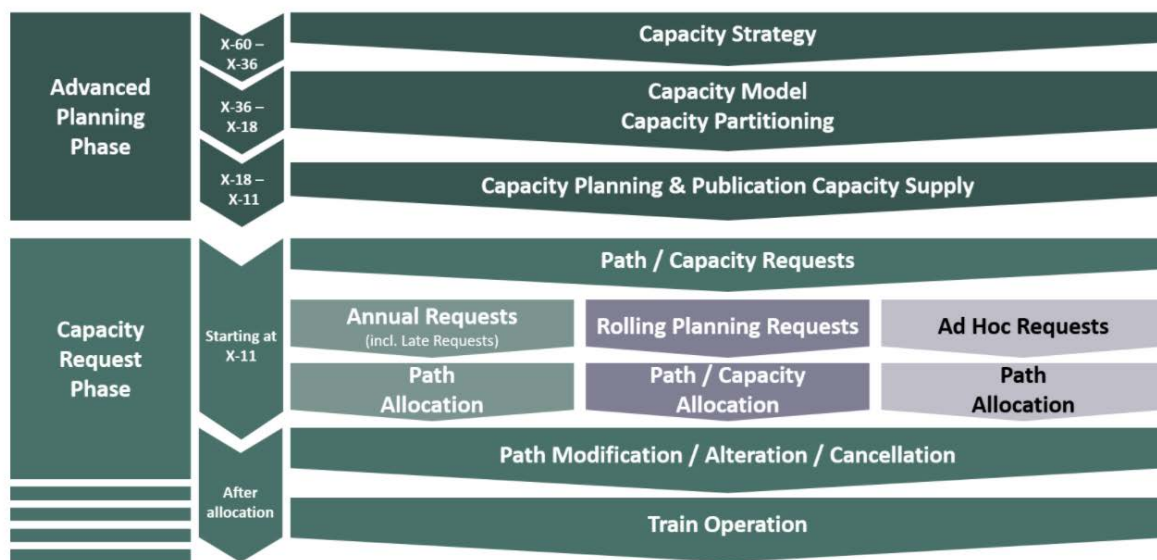 Advanced
Planning
Phase
X-60 –
X-36
Capacity Strategy
X-36 –
X-18
Capacity Model
Capacity Partitioning
X-18 –
X-11
Capacity Planning & Publication Capacity Supply
Capacity
Request
Phase
Starting at
X-11
Path / Capacity Requests
Annual Requests
(incl. Late Requests)
Rolling Planning Requests
Ad Hoc Requests
Path
Allocation
Path / Capacity
Allocation
Path
Allocation
After
allocation
Path Modification / Alteration / Cancellation
Train Operation